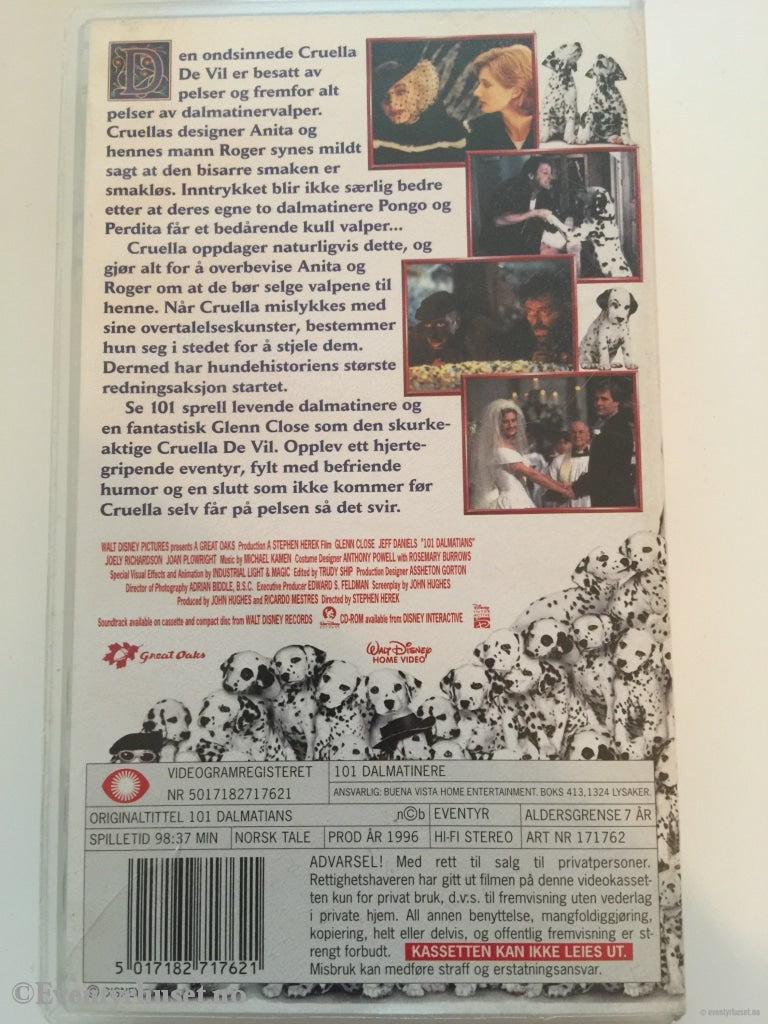 Den ondsinnede Cruella
De Vil er besatt av
pelser og fremfor alt
pelser av dalmatinervalper.
Cruellas designer Anita og
hennes mann Roger synes mildt
sagt at den bisarre smaken er
smakløs. Inntrykket blir ikke særlig bedre
etter at deres egne to dalmatinere Pongo og
Perdita får et bedårende kull valper...
Cruella oppdager naturligvis dette, og
gjør alt for å overbevise Anita og
Roger om at de bør selge valpene til
henne. Når Cruella mislykkes med
sine overtalelseskunster, bestemmer
hun seg i stedet for å stjele dem.
Dermed har hundehistoriens største
redningsaksjon startet.
Se 101 sprell levende dalmatinere og
en fantastisk Glenn Close som den skurke-
aktige Cruella De Vil. Opplev ett hjerte-
gripende eventyr, fylt med befriende
humor og en slutt som ikke kommer før
Cruella selv får på pelsen så det svir.
WALT DISNEY PICTURES presents A GREAT OAKS Production A STEPHEN HEREK Film GLENN CLOSE JEFF DANIELS "101 DALMATIANS"
JOELY RICHARDSON JOAN PLOWRIGHT Music by MICHAEL KAMEN Costume Designer ANTHONY POWELL with ROSEMARY BURROWS
Special Visual Effects and Animation by INDUSTRIAL LIGHT & MAGIC Edited by TRUDY SHIP Production Designer ASSHETON GORTON
Director of Photography ADRIAN BIDDLE, B.S.C. Executive Producer EDWARD S. FELDMAN Screenplay by JOHN HUGHES
Produced by JOHN HUGHES and RICARDO MESTRES Directed by STEPHEN HEREK
Soundtrack available on cassette and compact disc from WALT DISNEY RECORDS CD-ROM available from DISNEY INTERACTIVE
Great Oaks
WALT DISNEY
HOME VIDEO
VIDEOGRAMREGISTERET
NR 5017182717621
101 DALMATINERE
ANSVARLIG: BUENA VISTA HOME ENTERTAINMENT. BOKS 413,1324 LYSAKER.
ORIGINALTITTEL 101 DALMATIANS
n©b EVENTYR ALDERSGRENSE 7 ÅR
SPILLETID 98:37 MIN NORSK TALE PROD ÅR 1996 HI-FI STEREO ART NR 171762
ADVARSEL! Med rett til salg til privatpersoner.
Rettighetshaveren har gitt ut filmen på denne videokasset-
ten kun for privat bruk, d.v.s. til fremvisning uten vederlag
i private hjem. All annen benyttelse, mangfoldiggjøring,
kopiering, helt eller delvis, og offentlig fremvisning er st-
rengt forbudt. KASSETTEN KAN IKKE LEIES UT.
Misbruk kan medføre straff og erstatningsansvar.
5 017182 717621
© DISNEY
©Eventyrhuset.no
© eventyrhuset.no